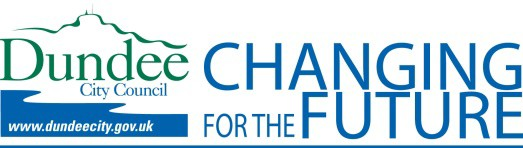 Dundee
City Council
www.dundeecity.gov.uk
CHANGING
FOR THE FUTURE